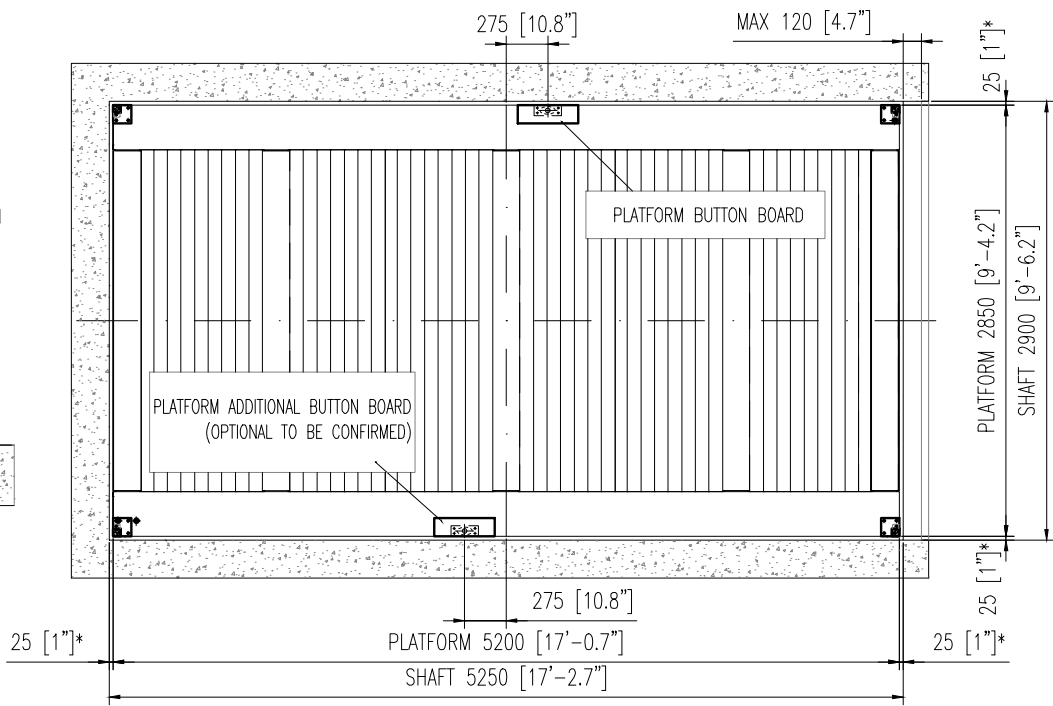 275 [10.8”]
MAX 120 [4.7”]
25 [1”]*
PLATFORM BUTTON BOARD
PLATFORM 2850 [9’-4.2”]
SHAFT 2900 [9’-6.2”]
PLATFORM ADDITIONAL BUTTON BOARD
(OPTIONAL TO BE CONFIRMED)
25 [1”]*
275 [10.8”]
25 [1”]*
PLATFORM 5200 [17’-0.7”]
25 [1”]*
SHAFT 5250 [17’-2.7”]